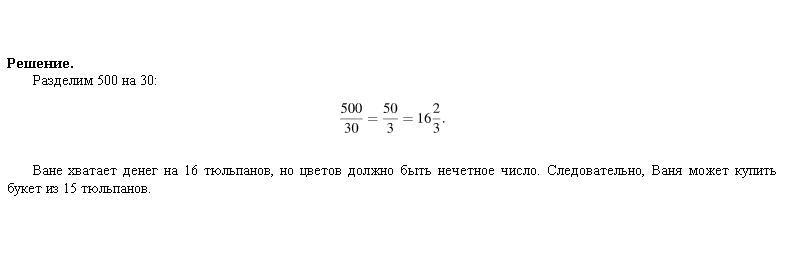 Решение.
Разделим 500 на 30:
500/30 = 50/3 = 16 2/3.
Ване хватает денег на 16 тюльпанов, но цветов должно быть нечетное число. Следовательно, Ваня может купить
букет из 15 тюльпанов.